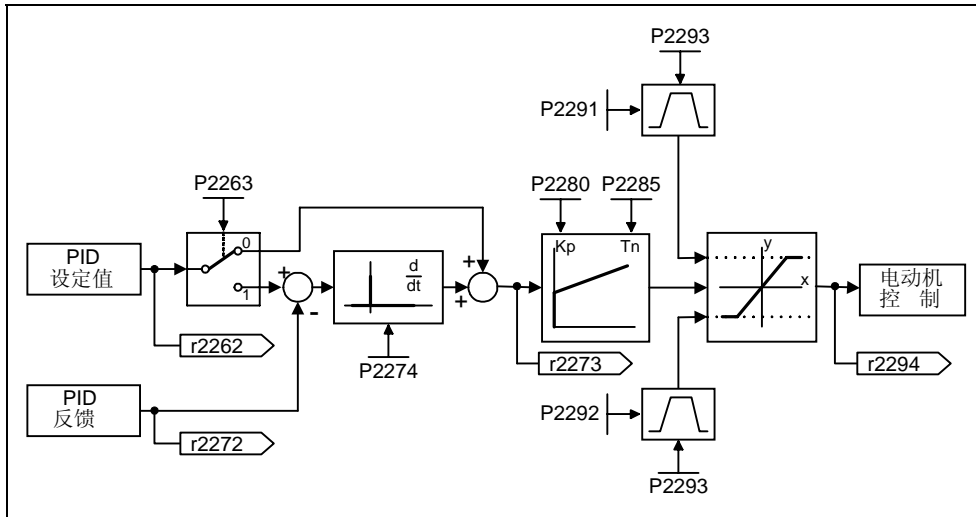 P2293
P2291
P2263
P2280
P2285
PID
设定值
0
1
+
-
d
dt
+
+
Kp
Tn
y
x
电动机
控 制
r2262
P2274
r2273
r2294
PID
反馈
r2272
P2292
P2293